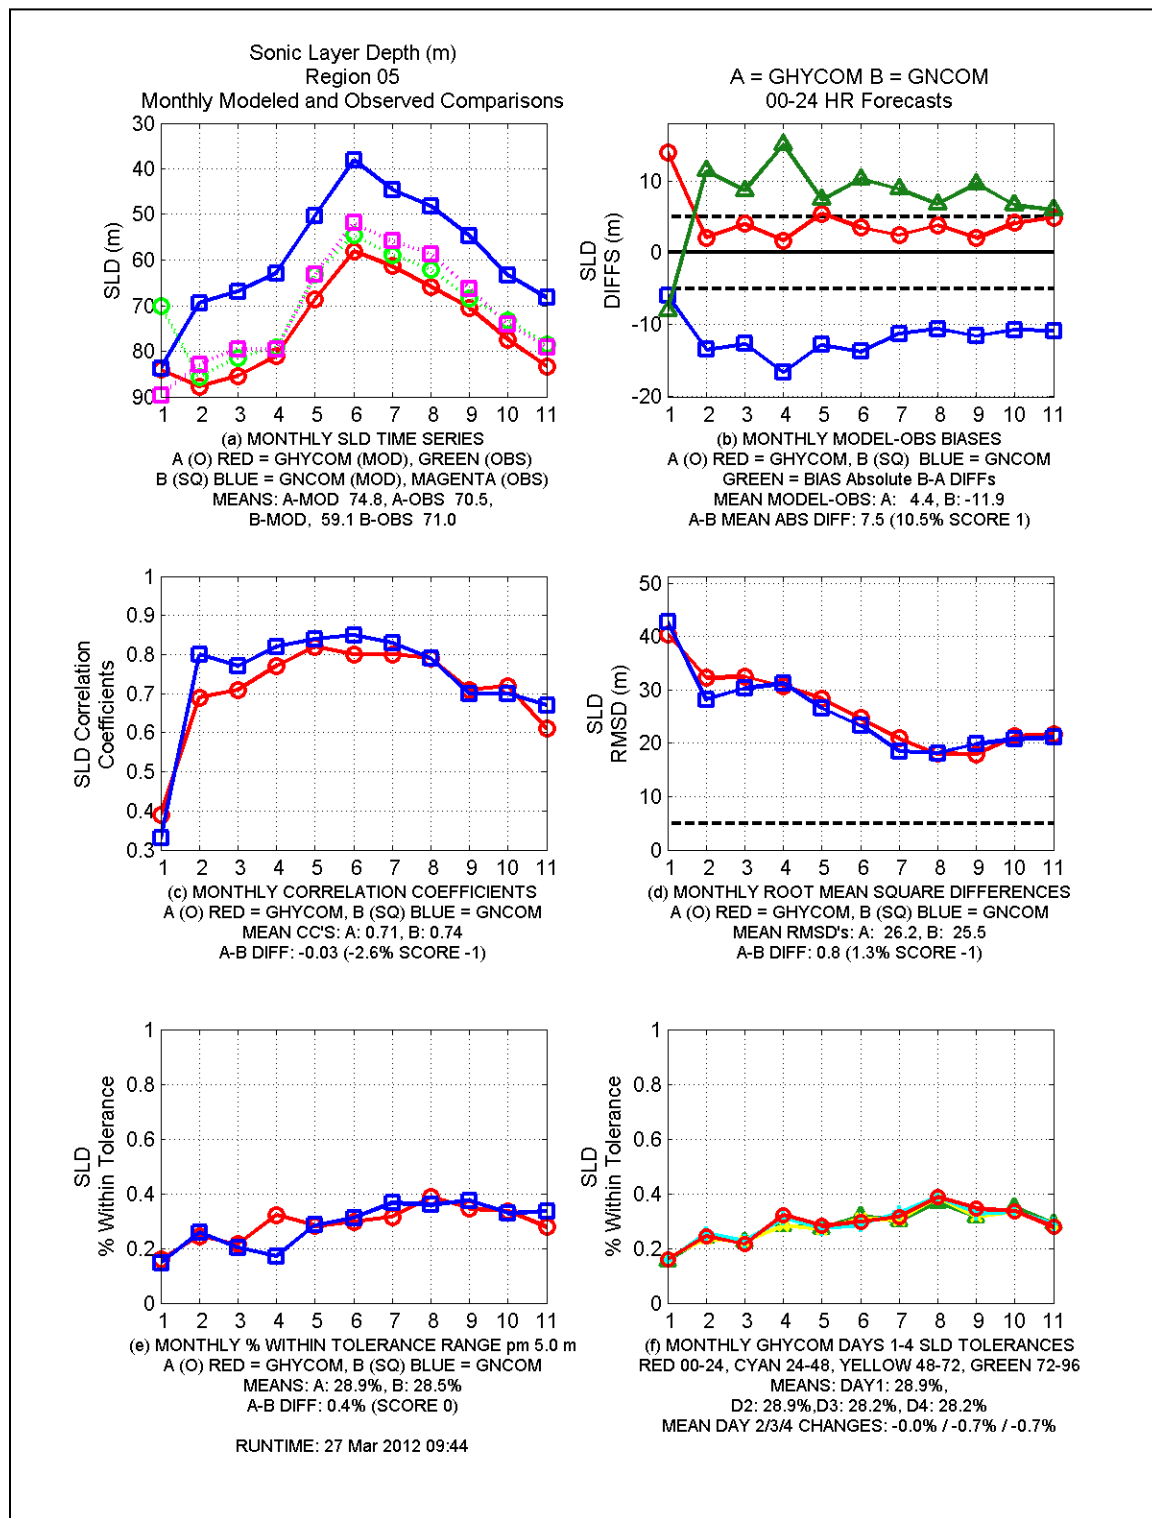 Sonic Layer Depth (m)
Region 05
Monthly Modeled and Observed Comparisons
30
40
50
60
70
80
90
SLD (m)
1 2 3 4 5 6 7 8 9 10 11
(a) MONTHLY SLD TIME SERIES
A (O) RED = GHYCOM (MOD), GREEN (OBS)
B (SQ) BLUE = GNCOM (MOD), MAGENTA (OBS)
MEANS: A-MOD 74.8, A-OBS 70.5,
B-MOD, 59.1 B-OBS 71.0
A = GHYCOM B = GNCOM
00-24 HR Forecasts
10
0
-10
-20
SLD
DIFFS (m)
1 2 3 4 5 6 7 8 9 10 11
(b) MONTHLY MODEL-OBS BIASES
A (O) RED = GHYCOM, B (SQ) BLUE = GNCOM
GREEN = BIAS Absolute B-A DIFFs
MEAN MODEL-OBS: A: 4.4, B: -11.9
A-B MEAN ABS DIFF: 7.5 (10.5% SCORE 1)
1
0.9
0.8
0.7
0.6
0.5
0.4
0.3
SLD Correlation
Coefficients
1 2 3 4 5 6 7 8 9 10 11
(c) MONTHLY CORRELATION COEFFICIENTS
A (O) RED = GHYCOM, B (SQ) BLUE = GNCOM
MEAN CC'S: A: 0.71, B: 0.74
A-B DIFF: -0.03 (-2.6% SCORE -1)
50
40
30
20
10
0
SLD
RMSD (m)
1 2 3 4 5 6 7 8 9 10 11
(d) MONTHLY ROOT MEAN SQUARE DIFFERENCES
A (O) RED = GHYCOM, B (SQ) BLUE = GNCOM
MEAN RMSD's: A: 26.2, B: 25.5
A-B DIFF: 0.8 (1.3% SCORE -1)
1
0.8
0.6
0.4
0.2
0
SLD
% Within Tolerance
1 2 3 4 5 6 7 8 9 10 11
(e) MONTHLY % WITHIN TOLERANCE RANGE pm 5.0 m
A (O) RED = GHYCOM, B (SQ) BLUE = GNCOM
MEANS: A: 28.9%, B: 28.5%
A-B DIFF: 0.4% (SCORE 0)
RUNTIME: 27 Mar 2012 09:44
1
0.8
0.6
0.4
0.2
0
SLD
% Within Tolerance
1 2 3 4 5 6 7 8 9 10 11
(f) MONTHLY GHYCOM DAYS 1-4 SLD TOLERANCES
RED 00-24, CYAN 24-48, YELLOW 48-72, GREEN 72-96
MEANS: DAY1: 28.9%,
D2: 28.9%,D3: 28.2%, D4: 28.2%
MEAN DAY 2/3/4 CHANGES: -0.0% / -0.7% / -0.7%